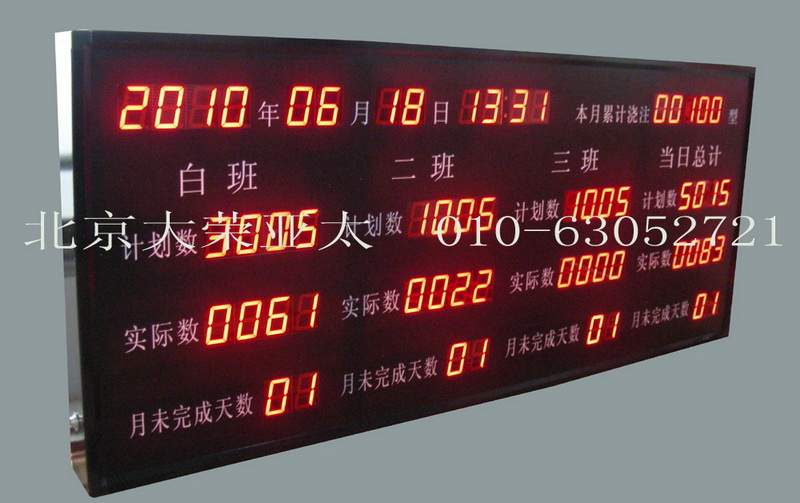 2010年06月18日 13:31 本月累计浇注00100型
白班 二班 三班 当日总计
计划数3005 计划数1005 计划数1005 计划数5015
北京大荣亚太 010-63052721
实际数0061 实际数0022 实际数0000 实际数0083
月未完成天数01 月未完成天数01 月未完成天数01 月未完成天数01